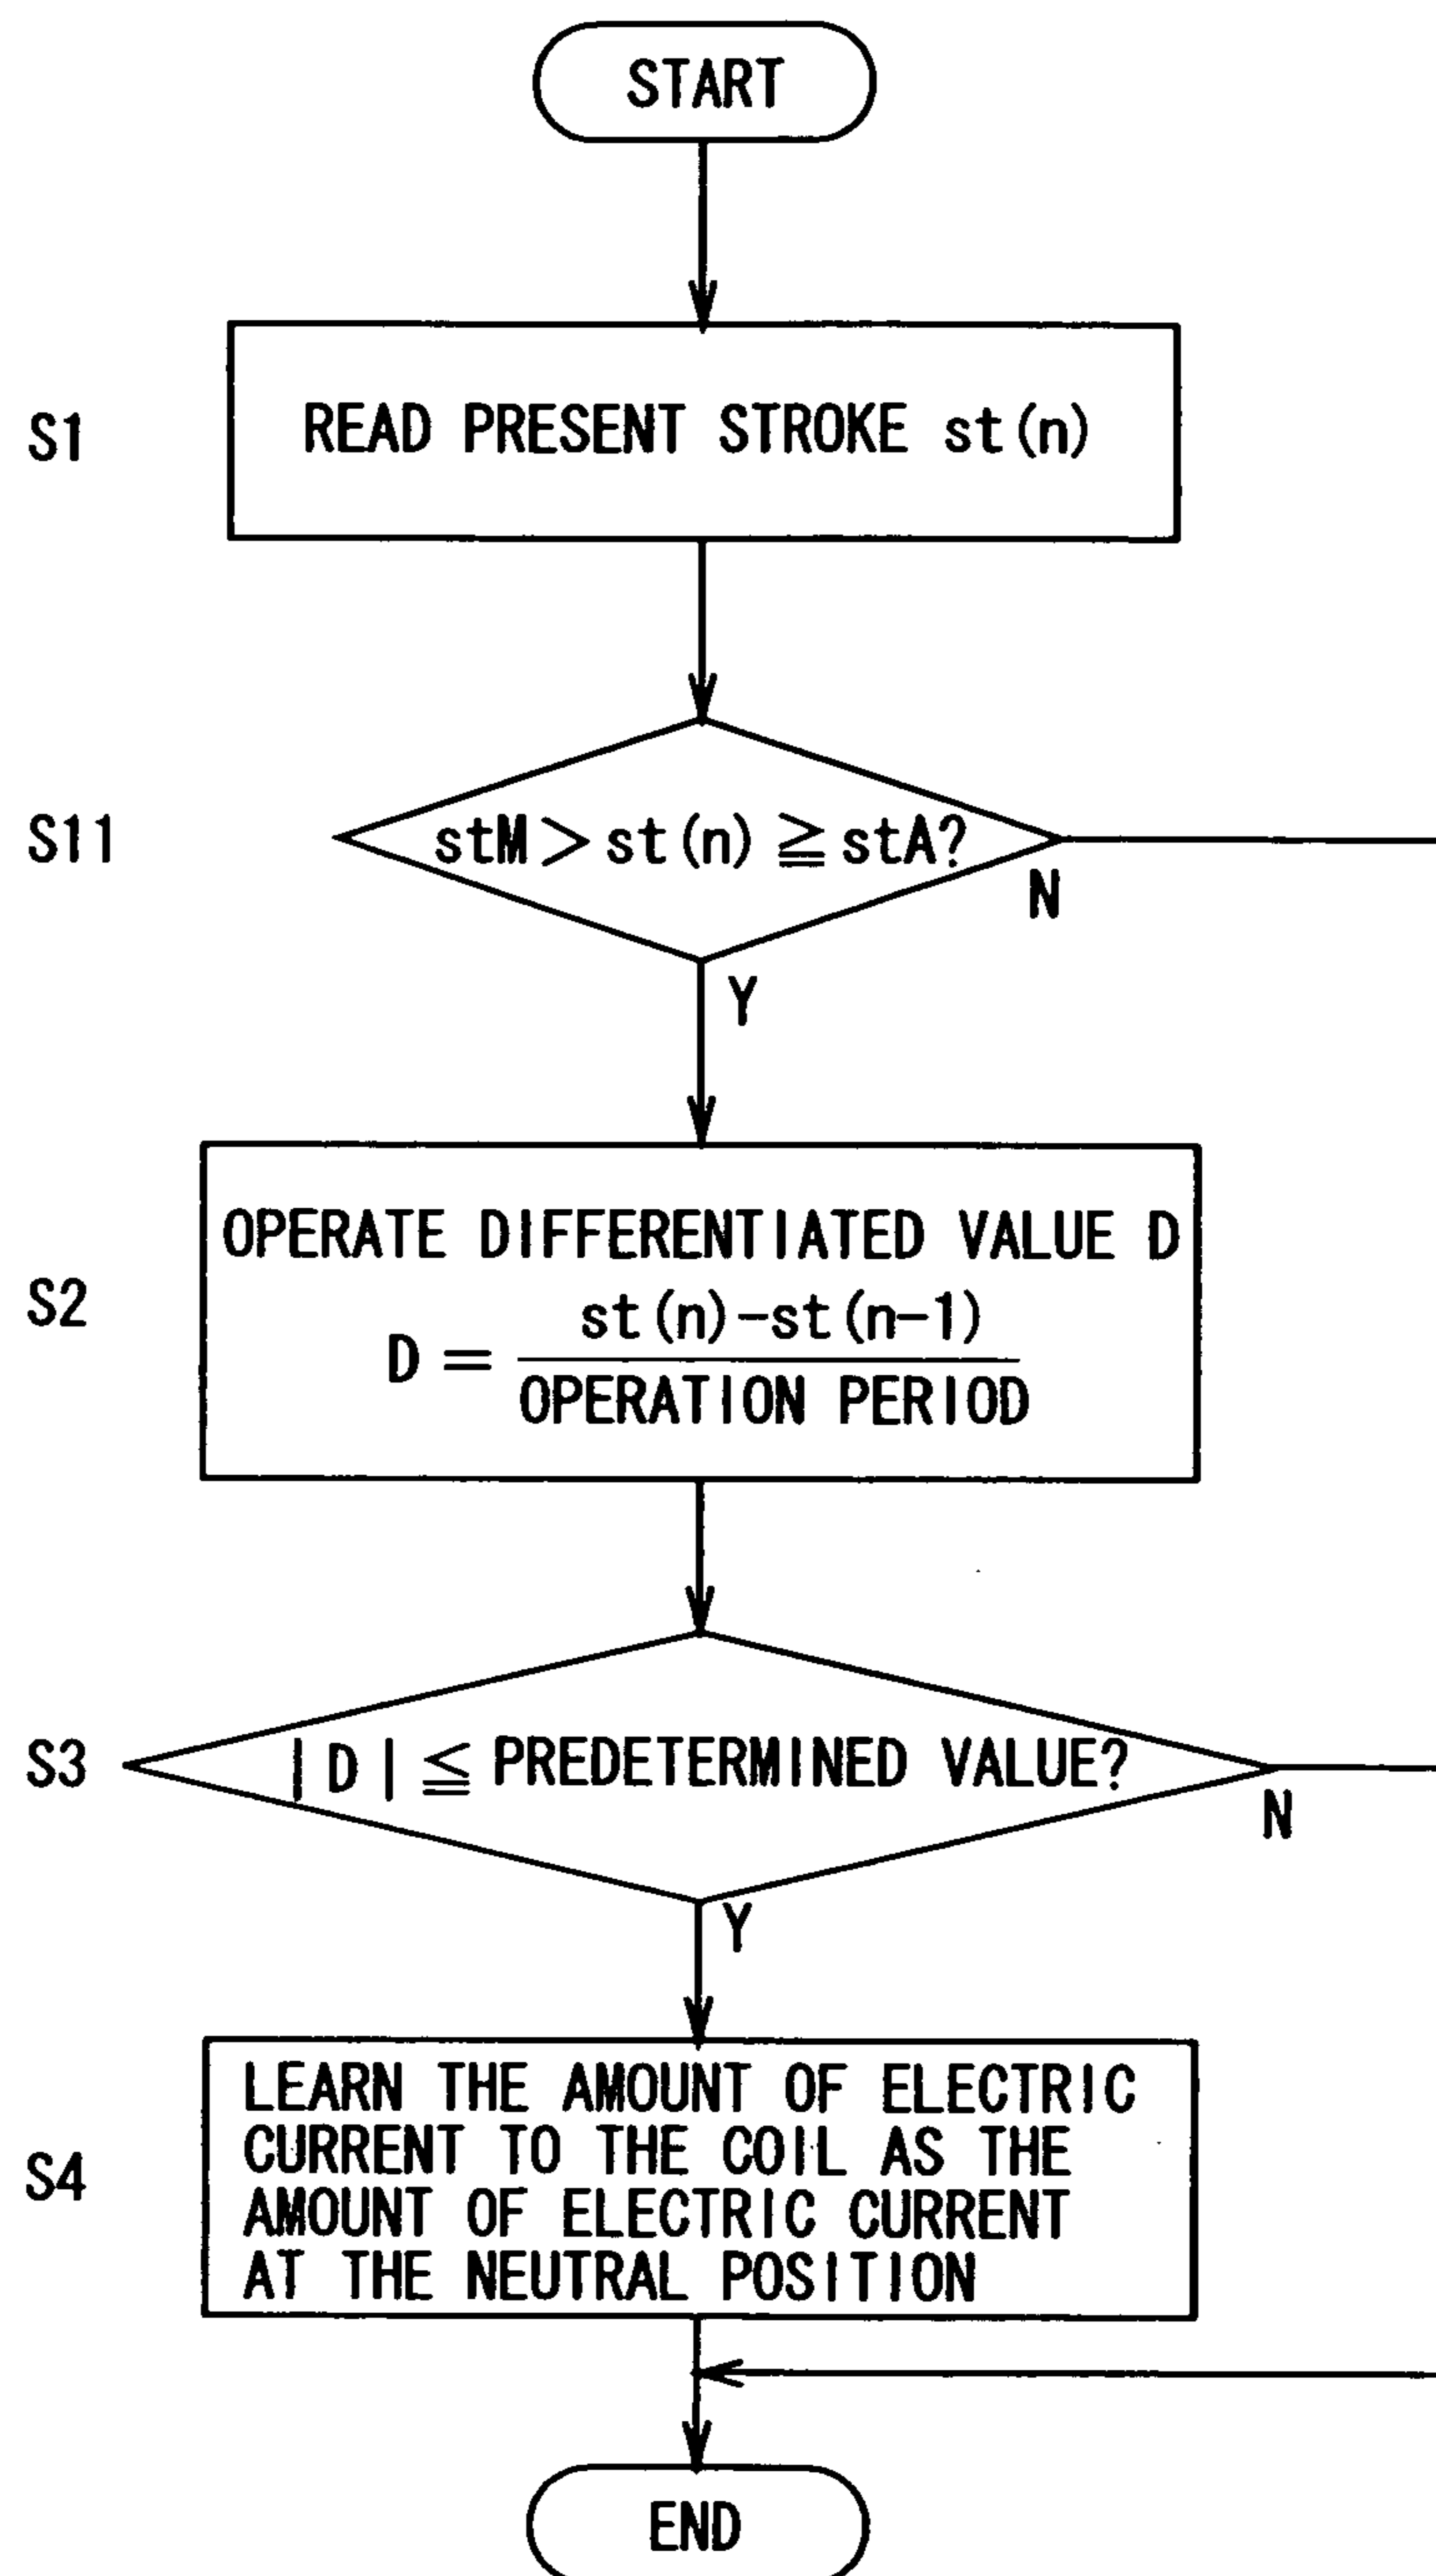 START
S1
READ PRESENT STROKE st(n)
S11
stM > st(n) ≧ stA?
N
Y
S2
OPERATE DIFFERENTIATED VALUE D
D = st(n)-st(n-1)
OPERATION PERIOD
S3
|D| ≦ PREDETERMINED VALUE?
N
Y
S4
LEARN THE AMOUNT OF ELECTRIC
CURRENT TO THE COIL AS THE
AMOUNT OF ELECTRIC CURRENT
AT THE NEUTRAL POSITION
END